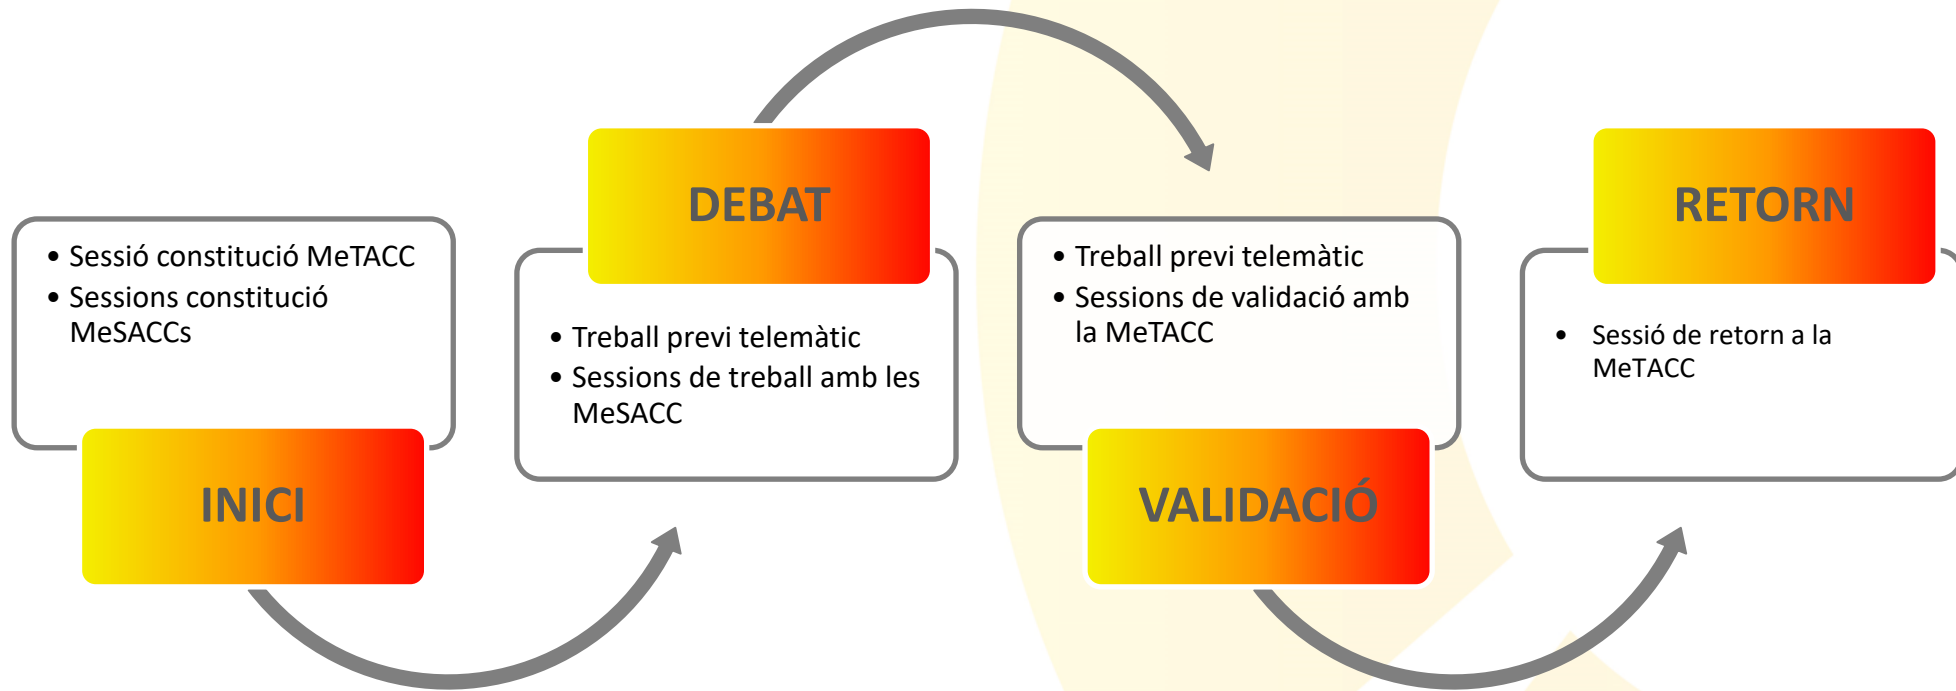 • Sessió constitució MeTACC
• Sessions constitució
MeSACCs
INICI
DEBAT
• Treball previ telemàtic
• Sessions de treball amb les
MeSACC
• Treball previ telemàtic
• Sessions de validació amb
la MeTACC
VALIDACIÓ
RETORN
• Sessió de retorn a la
MeTACC